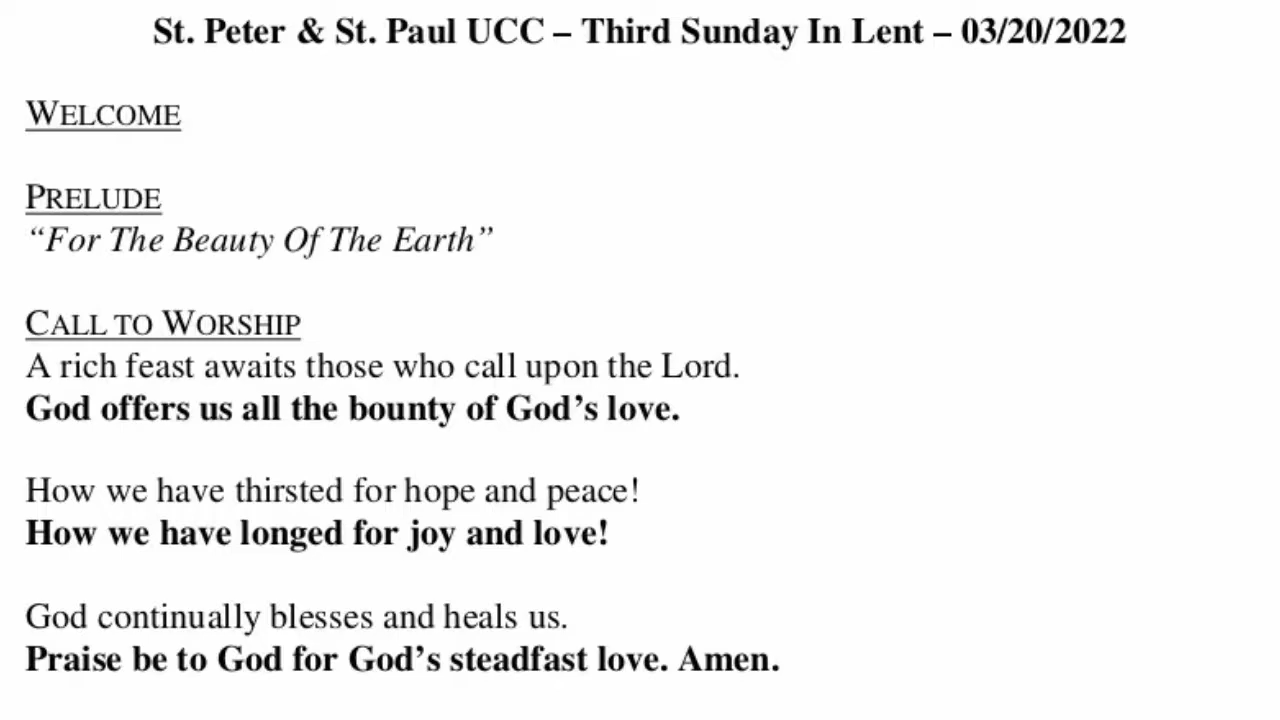 St. Peter & St. Paul UCC – Third Sunday In Lent – 03/20/2022
WELCOME
PRELUDE
“For The Beauty Of The Earth”
CALL TO WORSHIP
A rich feast awaits those who call upon the Lord.
God offers us all the bounty of God’s love.
How we have thirsted for hope and peace!
How we have longed for joy and love!
God continually blesses and heals us.
Praise be to God for God’s steadfast love. Amen.